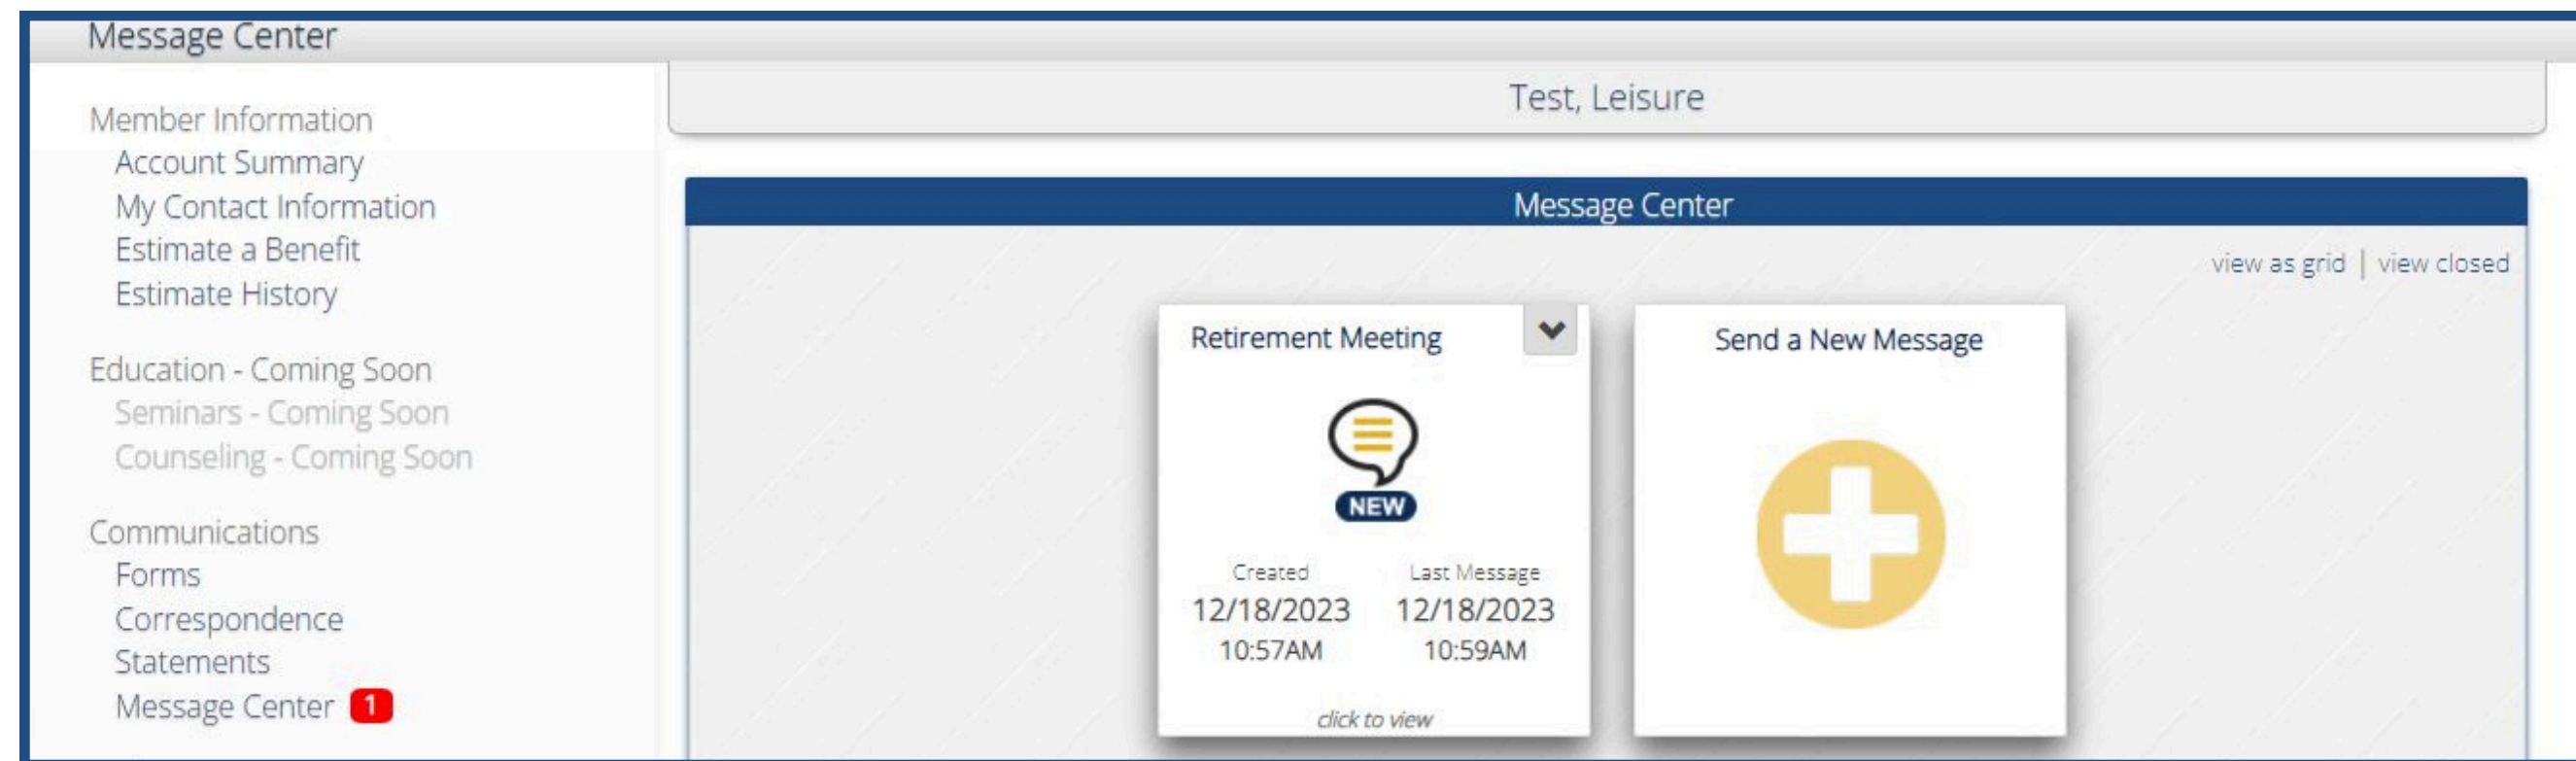 Message Center
Member Information
Account Summary
My Contact Information
Estimate a Benefit
Estimate History
Education - Coming Soon
Seminars - Coming Soon
Counseling - Coming Soon
Communications
Forms
Correspondence
Statements
Message Center 1
Test, Leisure
Message Center
view as grid | view closed
Retirement Meeting
NEW
Created Last Message
12/18/2023 12/18/2023
10:57AM 10:59AM
click to view
Send a New Message